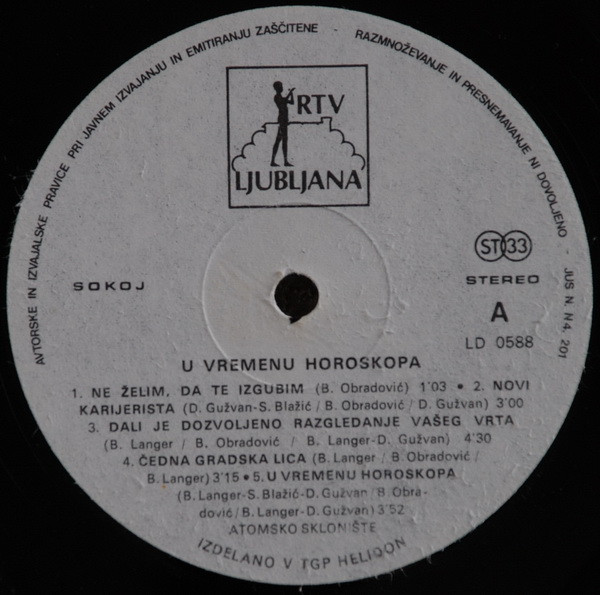 AVTORSKE IN IZVAJALSKE PRAVICE PRI JAVNEM IZVAJANJU IN EMITIRANJU ZAŠČITENE - RAZMNOŽEVANJE IN PRESNEMAVANJE NI DOVOLJENO - JUS N. N4. 201
RTV
LJUBLJANA
ST 33
SOKOJ
STEREO
A
LD 0588
U VREMENU HOROSKOPA
1. NE ŽELIM, DA TE IZGUBIM (B. Obradović) 1'03 • 2. NOVI
KARIJERISTA (D. Gužvan-S. Blažić / B. Obradović / D. Gužvan) 3'00
3. DALI JE DOZVOLJENO RAZGLEDANJE VAŠEG VRTA
(B. Langer / B. Obradović / B. Langer-D. Gužvan) 4'30
4. ČEDNA GRADSKA LICA (B. Langer / B. Obradović /
B. Langer) 3'15 • 5. U VREMENU HOROSKOPA
(B. Langer-S. Blažić-D. Gužvan / B. Obra-
dović / B. Langer-D. Gužvan) 3'52
ATOMSKO SKLONIŠTE
IZDELANO V TGP HELIDON